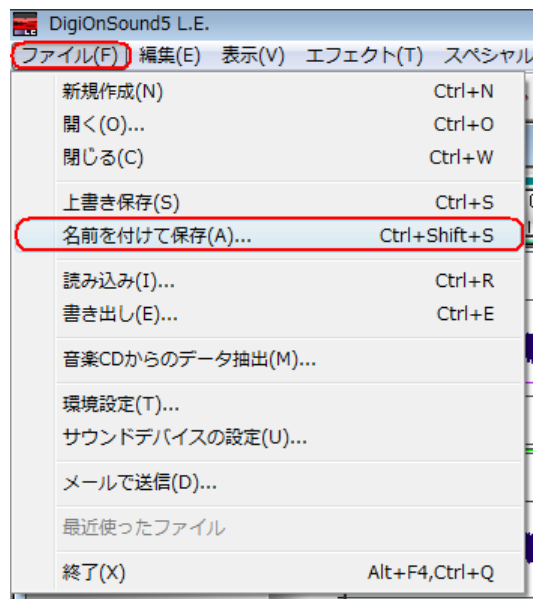 DigiOnSound5 L.E.
ファイル(F) 編集(E) 表示(V) エフェクト(T) スペシャル
新規作成(N) Ctrl+N
開く(O)... Ctrl+O
閉じる(C) Ctrl+W
上書き保存(S) Ctrl+S
名前を付けて保存(A)... Ctrl+Shift+S
読み込み(I)... Ctrl+R
書き出し(E)... Ctrl+E
音楽CDからのデータ抽出(M)...
環境設定(T)...
サウンドデバイスの設定(U)...
メールで送信(D)...
最近使ったファイル
終了(X) Alt+F4,Ctrl+Q